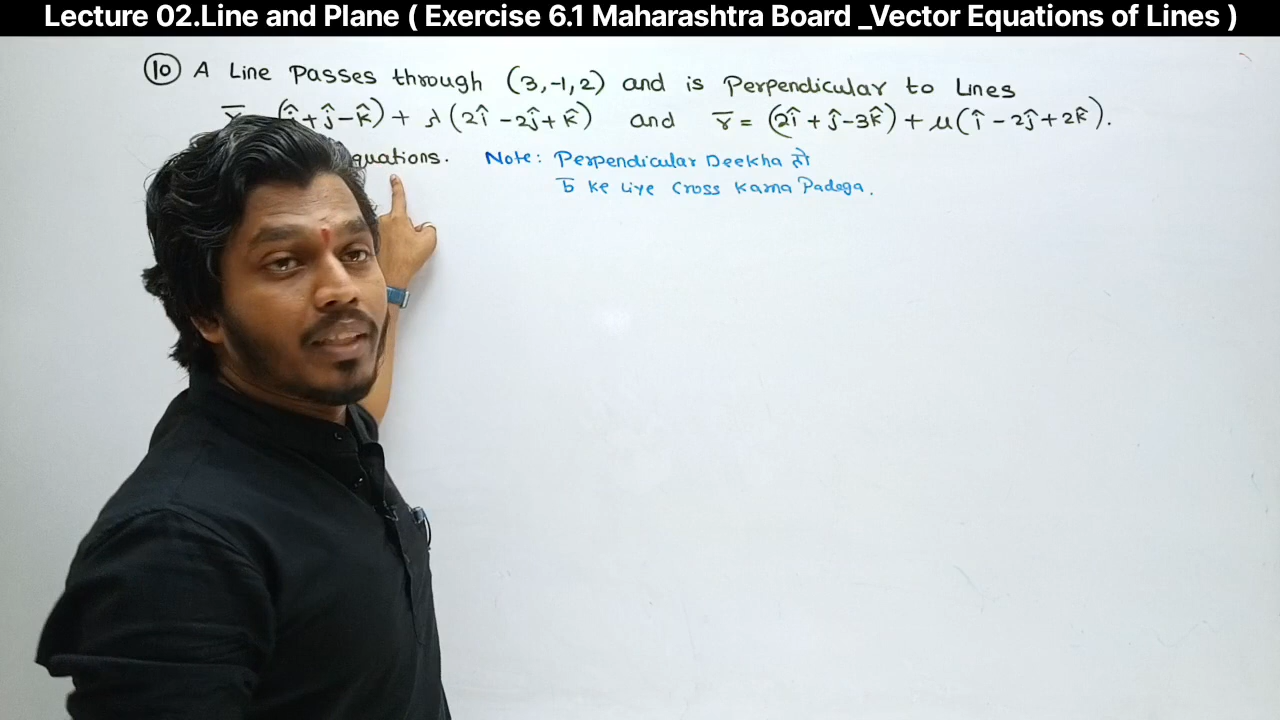 Lecture 02.Line and Plane ( Exercise 6.1 Maharashtra Board _Vector Equations of Lines )
(10) A Line Passes through (3,-1,2) and is Perpendicular to Lines
r̄ = (î+ĵ-k̂) + λ(2î -2ĵ+k̂) and r̄ = (2î +ĵ-3k̂) + μ(î -2ĵ+2k̂).
quations. Note: Perpendicular Deekha तो
b̄ ke liye Cross Karna Padega.